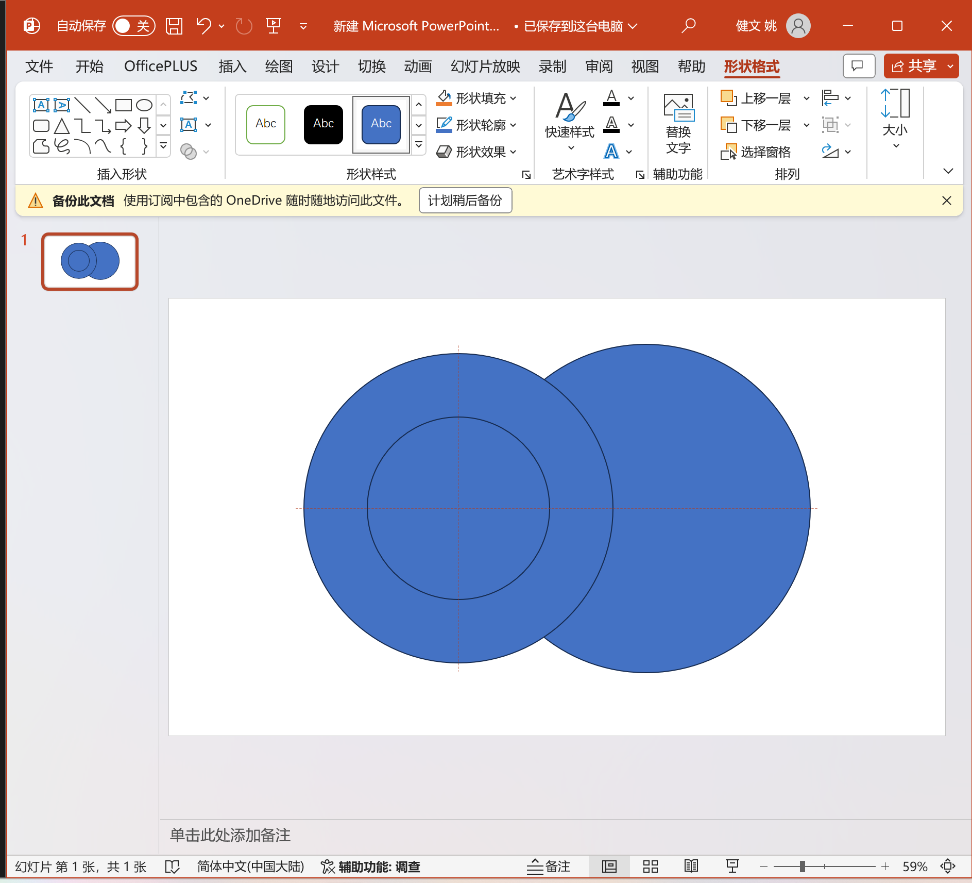 自动保存 关 新建 Microsoft PowerPoint... • 已保存到这台电脑 健文 姚
文件 开始 OfficePLUS 插入 绘图 设计 切换 动画 幻灯片放映 录制 审阅 视图 帮助 形状格式 共享
Abc Abc Abc
形状填充
形状轮廓
形状效果
快速样式
替换
文字
上移一层
下移一层
选择窗格
大小
插入形状 形状样式 艺术字样式 辅助功能 排列
备份此文档 使用订阅中包含的 OneDrive 随时随地访问此文件。 计划稍后备份
1
单击此处添加备注
幻灯片 第 1 张，共 1 张 简体中文(中国大陆) 辅助功能: 调查 备注 59%